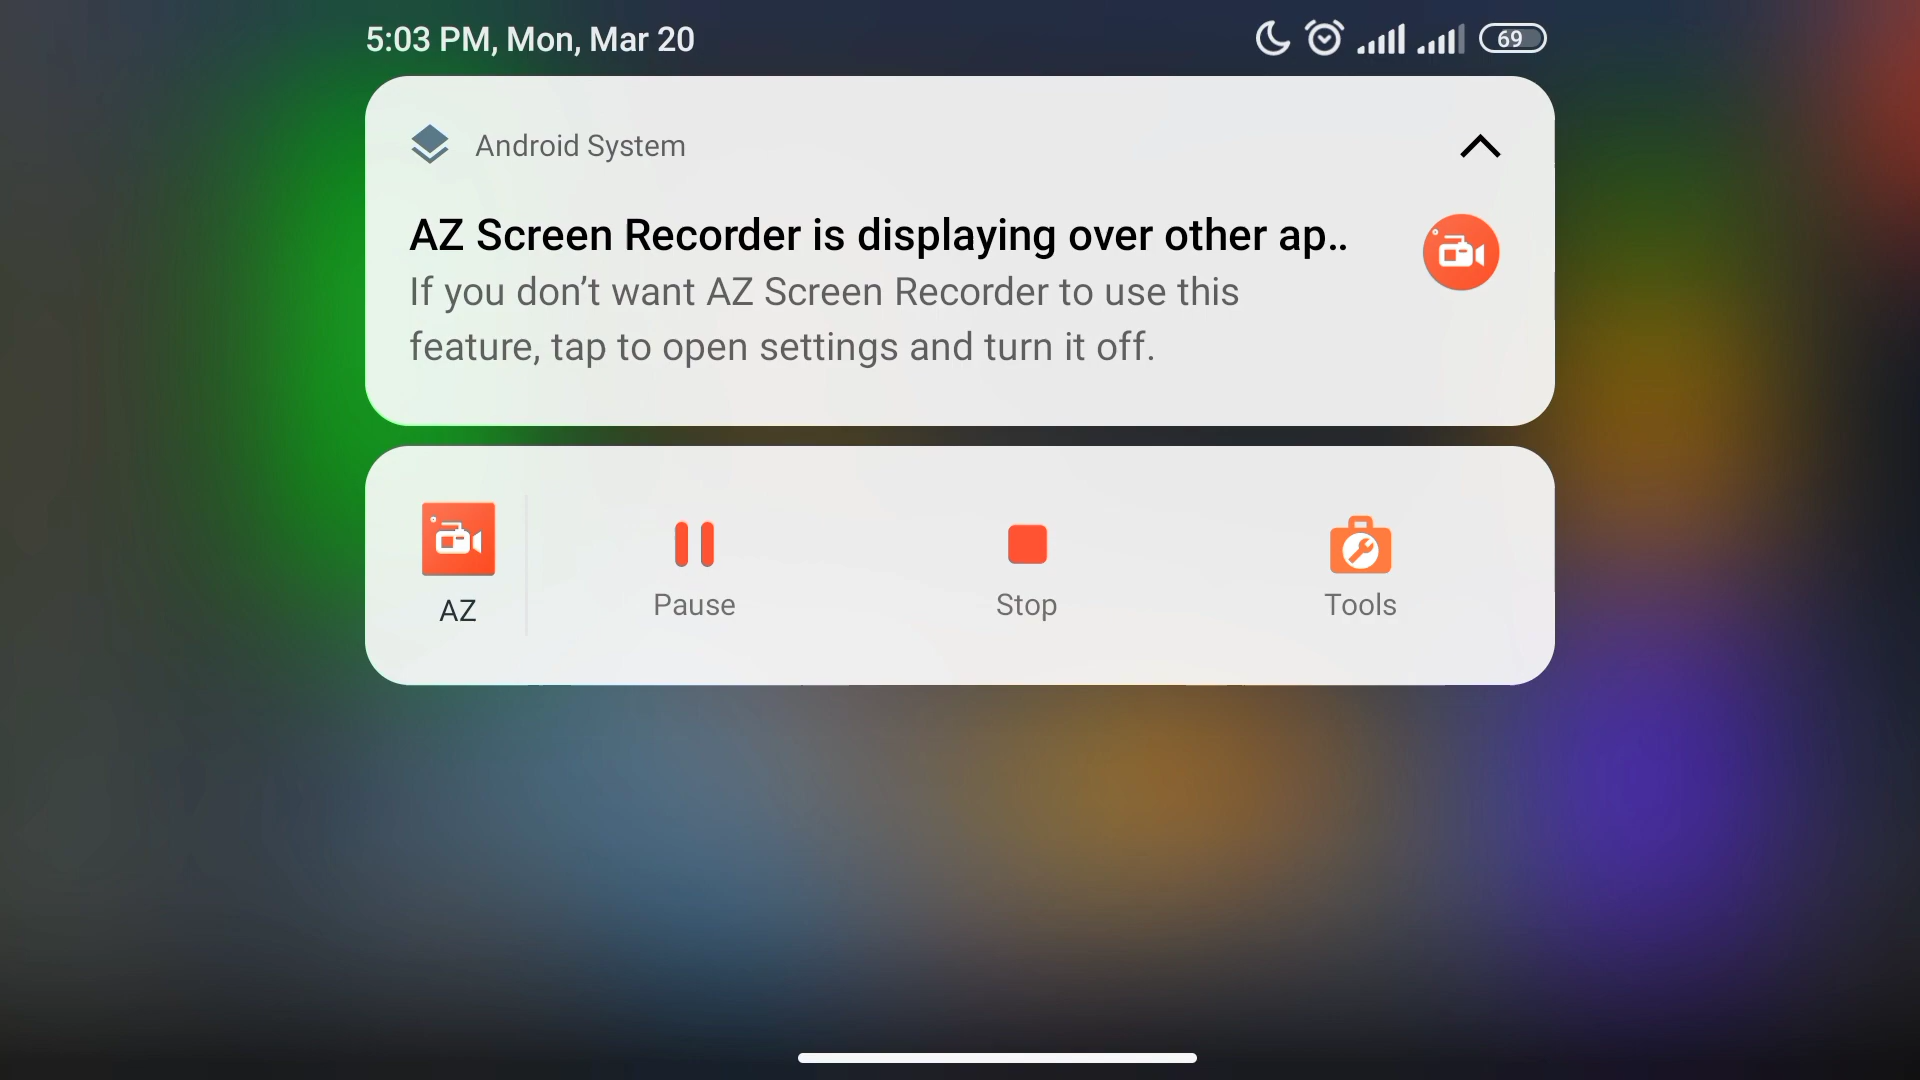 5:03 PM, Mon, Mar 20
69
Android System
AZ Screen Recorder is displaying over other ap..
If you don’t want AZ Screen Recorder to use this
feature, tap to open settings and turn it off.
AZ
Pause
Stop
Tools